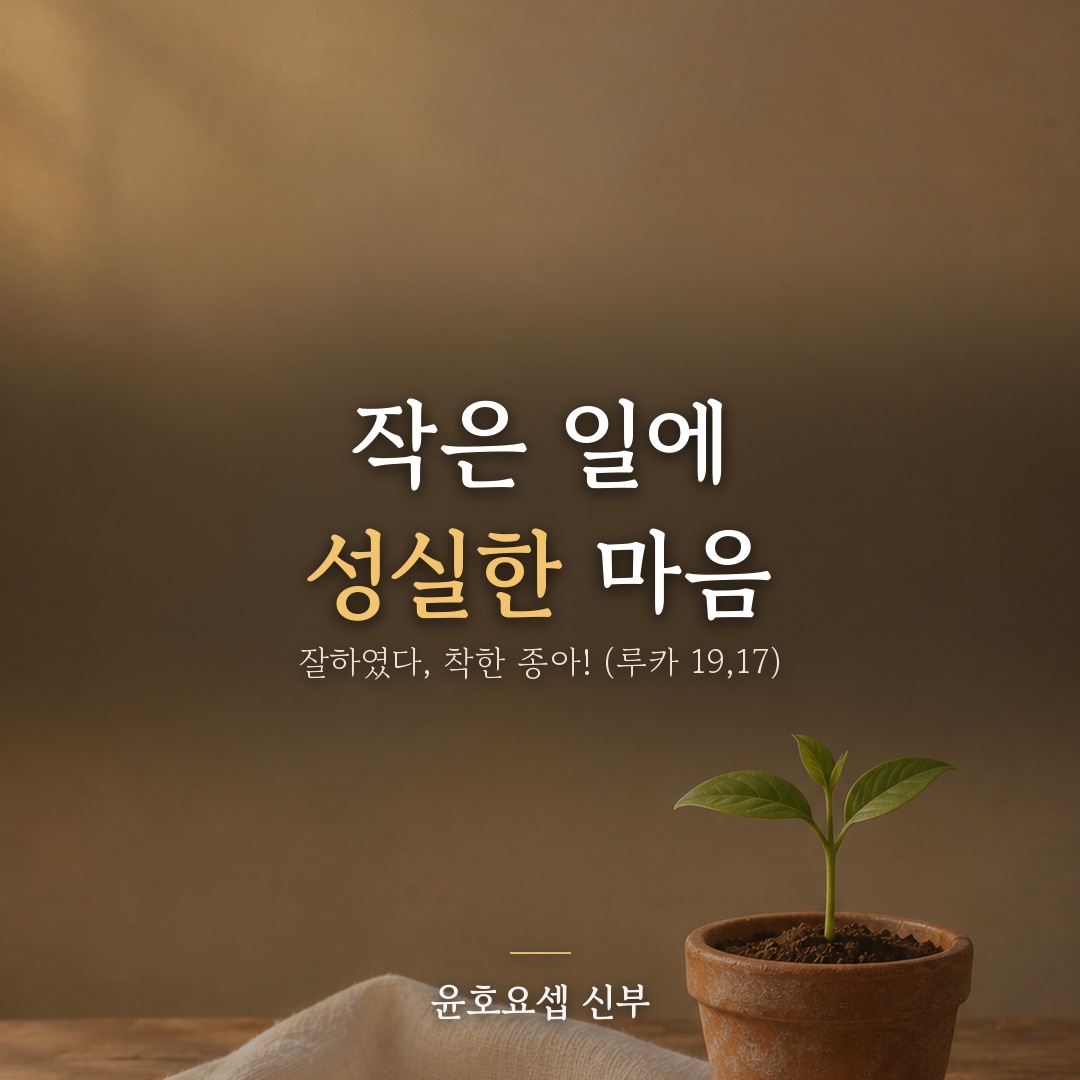 작은 일에
성실한 마음
잘하였다, 착한 종아! (루카 19,17)
윤호요셉 신부